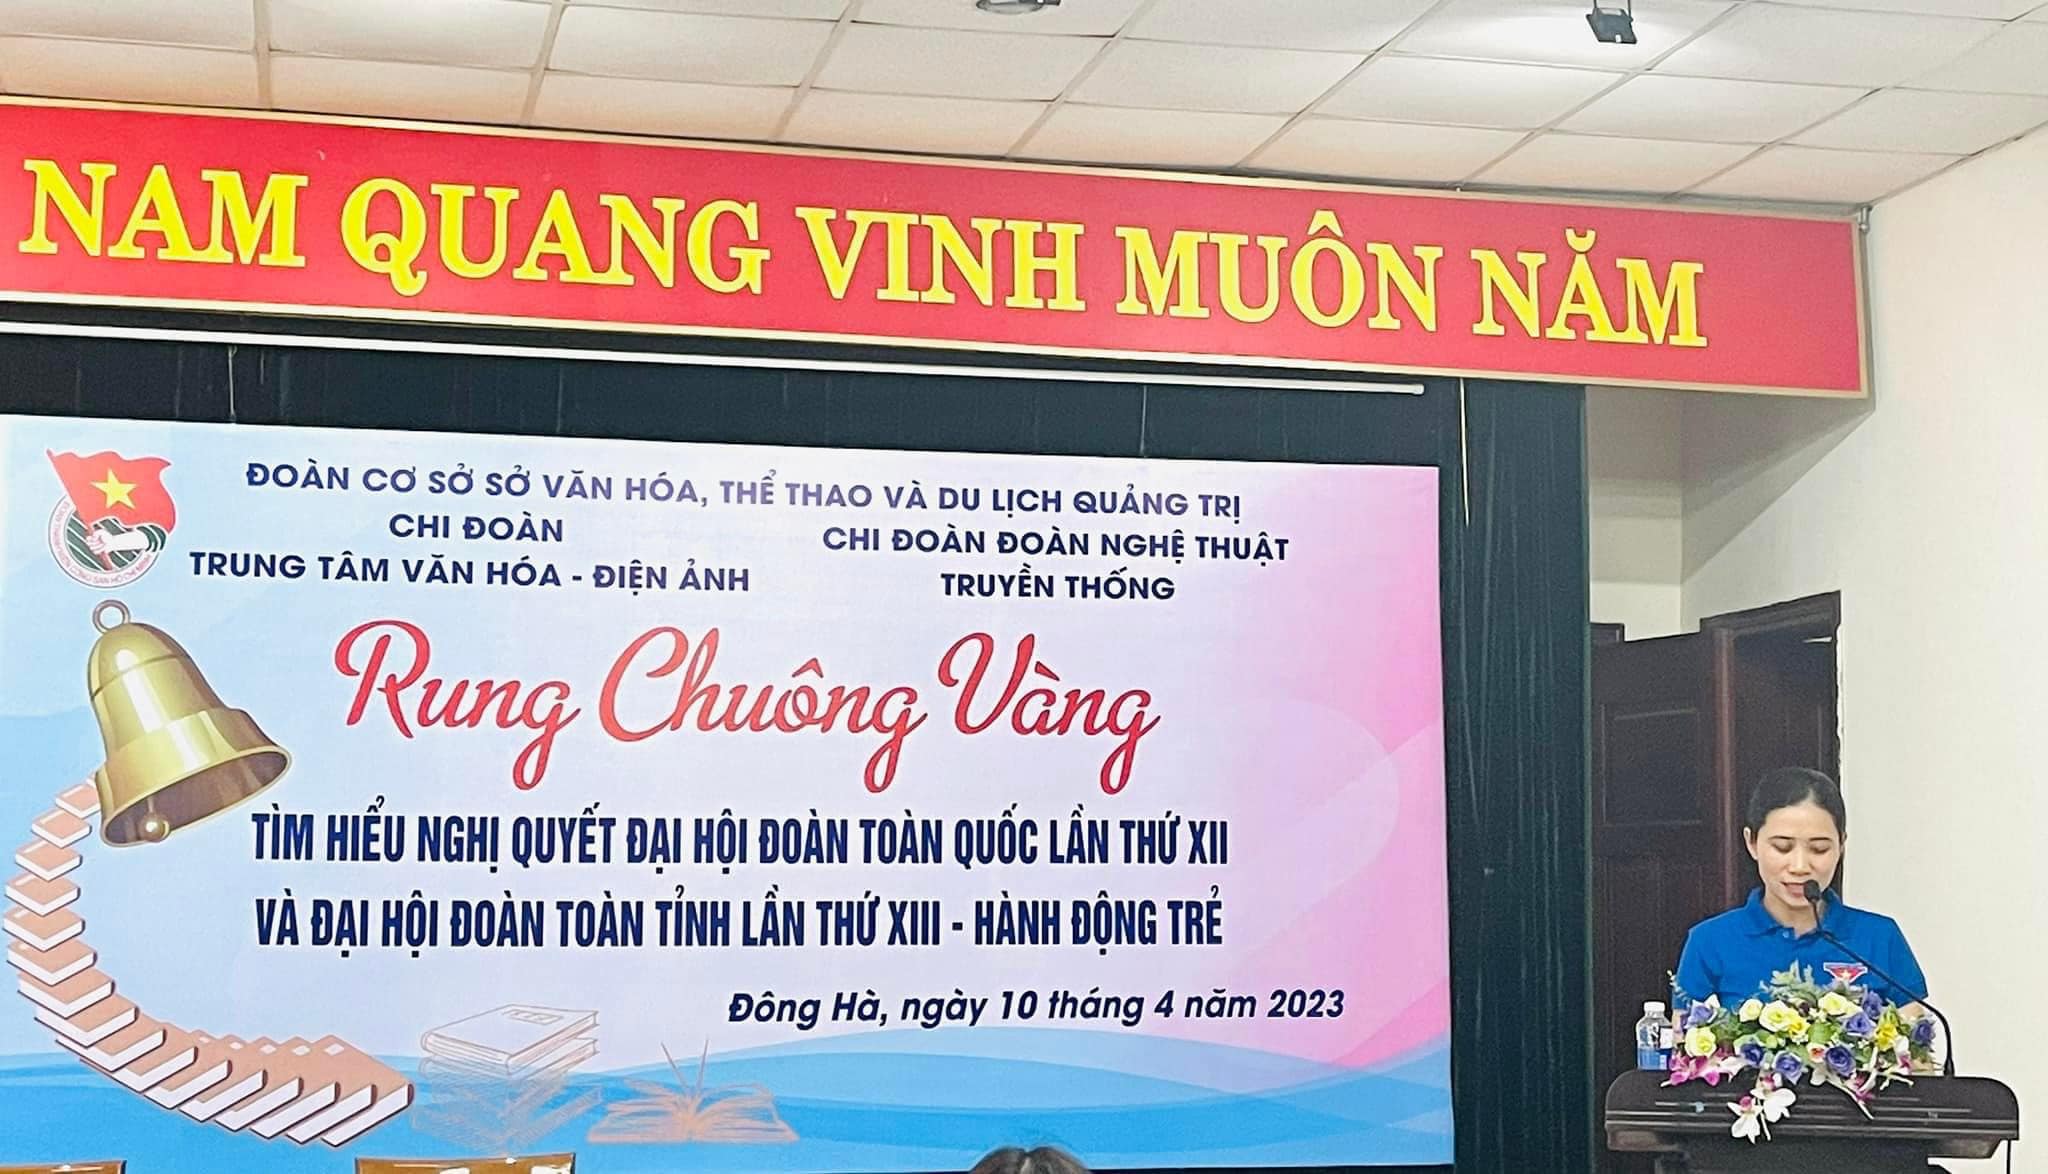 NAM QUANG VINH MUÔN NĂM
ĐOÀN CƠ SỞ SỞ VĂN HÓA, THỂ THAO VÀ DU LỊCH QUẢNG TRỊ
CHI ĐOÀN
TRUNG TÂM VĂN HÓA - ĐIỆN ẢNH
CHI ĐOÀN ĐOÀN NGHỆ THUẬT
TRUYỀN THỐNG
Rung Chuông Vàng
TÌM HIỂU NGHỊ QUYẾT ĐẠI HỘI ĐOÀN TOÀN QUỐC LẦN THỨ XII
VÀ ĐẠI HỘI ĐOÀN TOÀN TỈNH LẦN THỨ XIII - HÀNH ĐỘNG TRẺ
Đông Hà, ngày 10 tháng 4 năm 2023